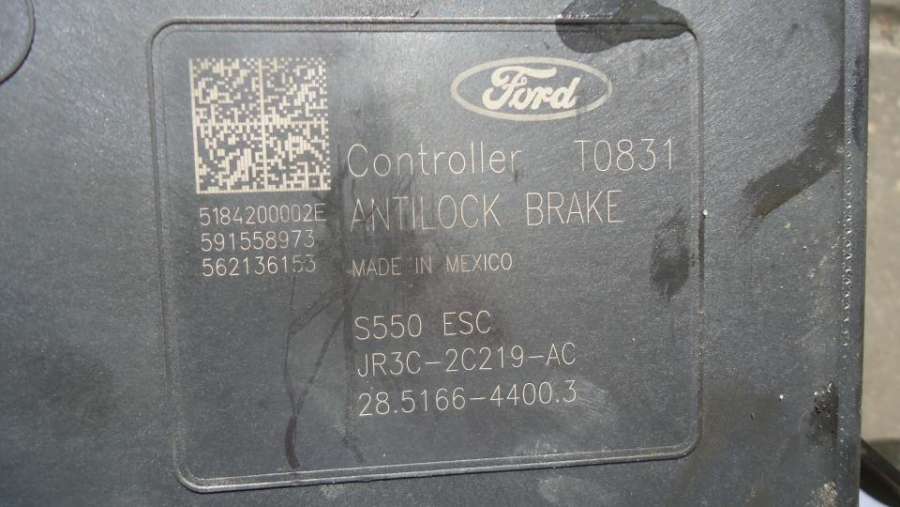 Ford
Controller T0831
ANTILOCK BRAKE
5184200002E
591558973
562136153
MADE IN MEXICO
S550 ESC
JR3C-2C219-AC
28.5166-4400.3